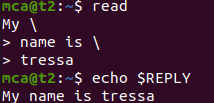 mca@t2:~$ read
My \
> name is \
> tressa
mca@t2:~$ echo $REPLY
My name is tressa